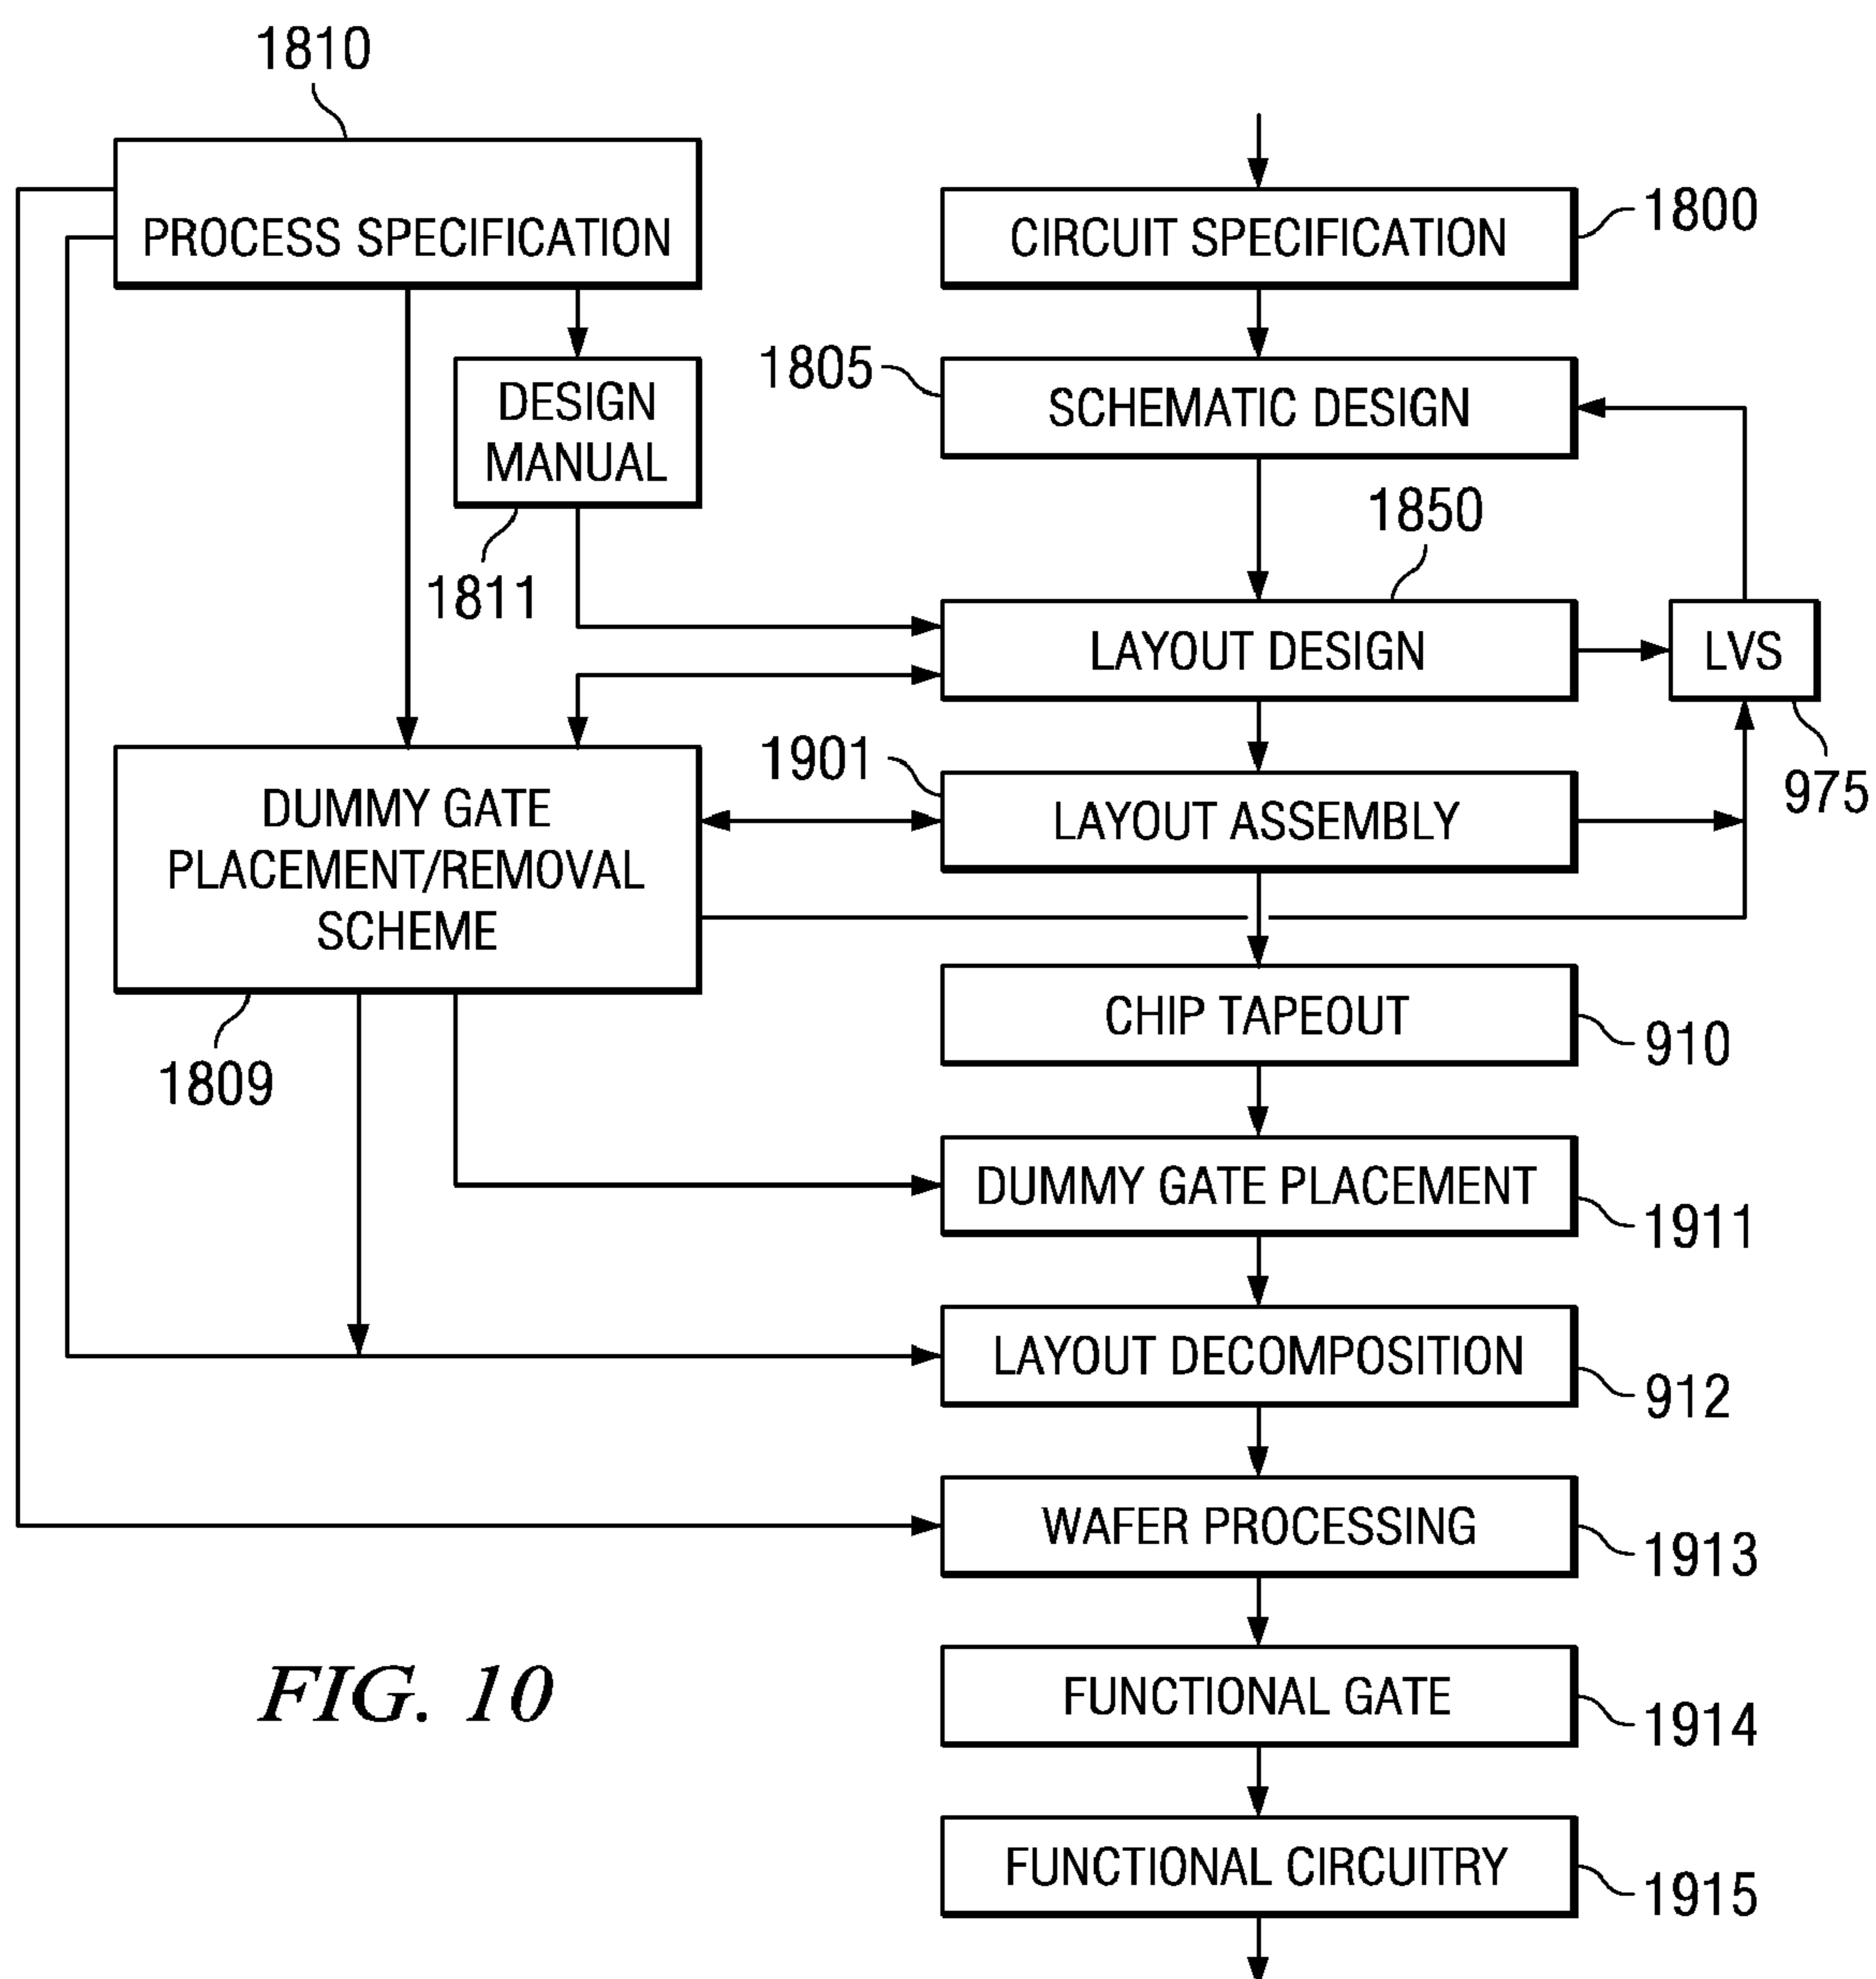 1810
PROCESS SPECIFICATION
CIRCUIT SPECIFICATION
1800
DESIGN
MANUAL
1811
1805
SCHEMATIC DESIGN
1850
LAYOUT DESIGN
LVS
975
DUMMY GATE
PLACEMENT/REMOVAL
SCHEME
1809
1901
LAYOUT ASSEMBLY
CHIP TAPEOUT
910
DUMMY GATE PLACEMENT
1911
LAYOUT DECOMPOSITION
912
WAFER PROCESSING
1913
FUNCTIONAL GATE
1914
FUNCTIONAL CIRCUITRY
1915
FIG. 10